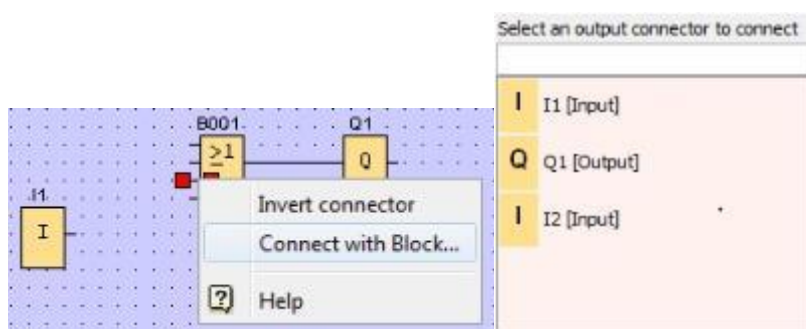 Select an output connector to connect
I I1 [Input]
Q Q1 [Output]
I I2 [Input]
B001 Q1
≥1 Q
I1
I
Invert connector
Connect with Block...
? Help